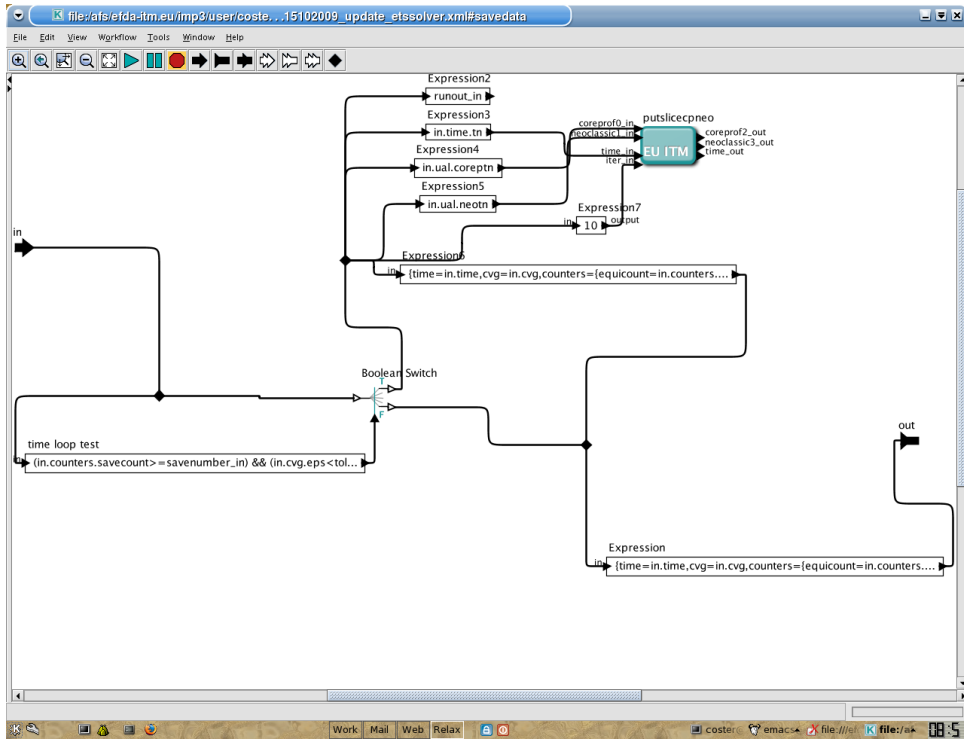 file:/afs/efda-itm.eu/imp3/user/coste...15102009_update_etssolver.xml#savedata
File Edit View Workflow Tools Window Help
Expression2
runout_in
Expression3
in.time.tn
Expression4
in.ual.coreptn
Expression5
in.ual.neotn
putslicecpneo
coreprof0_in
neoclassic1_in
time_in
iter_in
EU ITM
coreprof2_out
neoclassic3_out
time_out
Expression7
in
10
output
in
Expression6
in
{time=in.time,cvg=in.cvg,counters={equicount=in.counters....
Boolean Switch
T
F
time loop test
in
(in.counters.savecount>=savenumber_in) && (in.cvg.eps<tol...
out
Expression
in
{time=in.time,cvg=in.cvg,counters={equicount=in.counters....
Work Mail Web Relax
coster emacs file:///ef file:/a